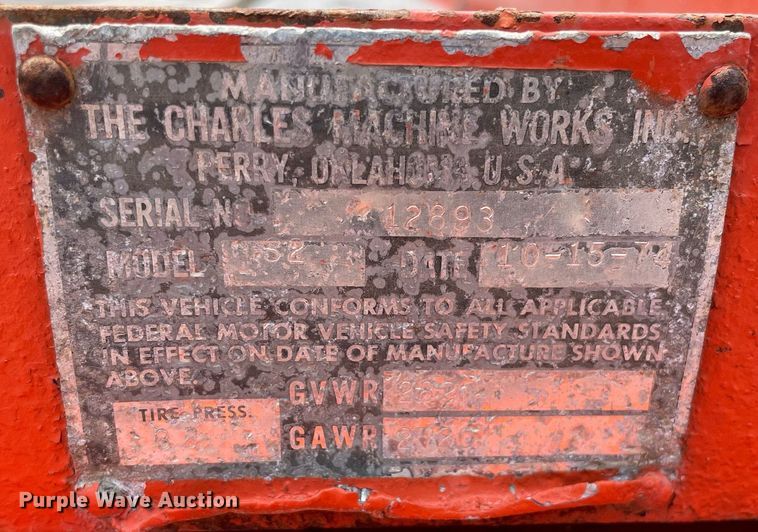 MANUFACTURED BY
THE CHARLES MACHINE WORKS INC.
PERRY, OKLAHOMA U.S.A.
SERIAL NO. 12893
MODEL S2 DATE 10-15-74
THIS VEHICLE CONFORMS TO ALL APPLICABLE
FEDERAL MOTOR VEHICLE SAFETY STANDARDS
IN EFFECT ON DATE OF MANUFACTURE SHOWN
ABOVE.
GVWR
TIRE PRESS.
GAWR
Purple Wave Auction